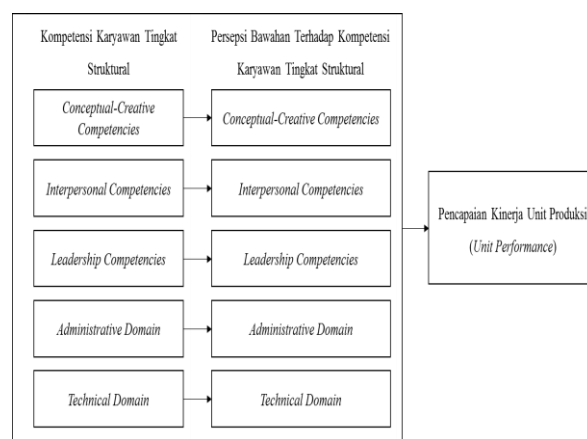 Kompetensi Karyawan Tingkat
Struktural
Persepsi Bawahan Terhadap Kompetensi
Karyawan Tingkat Struktural
Conceptual-Creative
Competencies
Conceptual-Creative Competencies
Interpersonal Competencies
Interpersonal Competencies
Leadership Competencies
Leadership Competencies
Administrative Domain
Administrative Domain
Technical Domain
Technical Domain
Pencapaian Kinerja Unit Produksi
(Unit Performance)